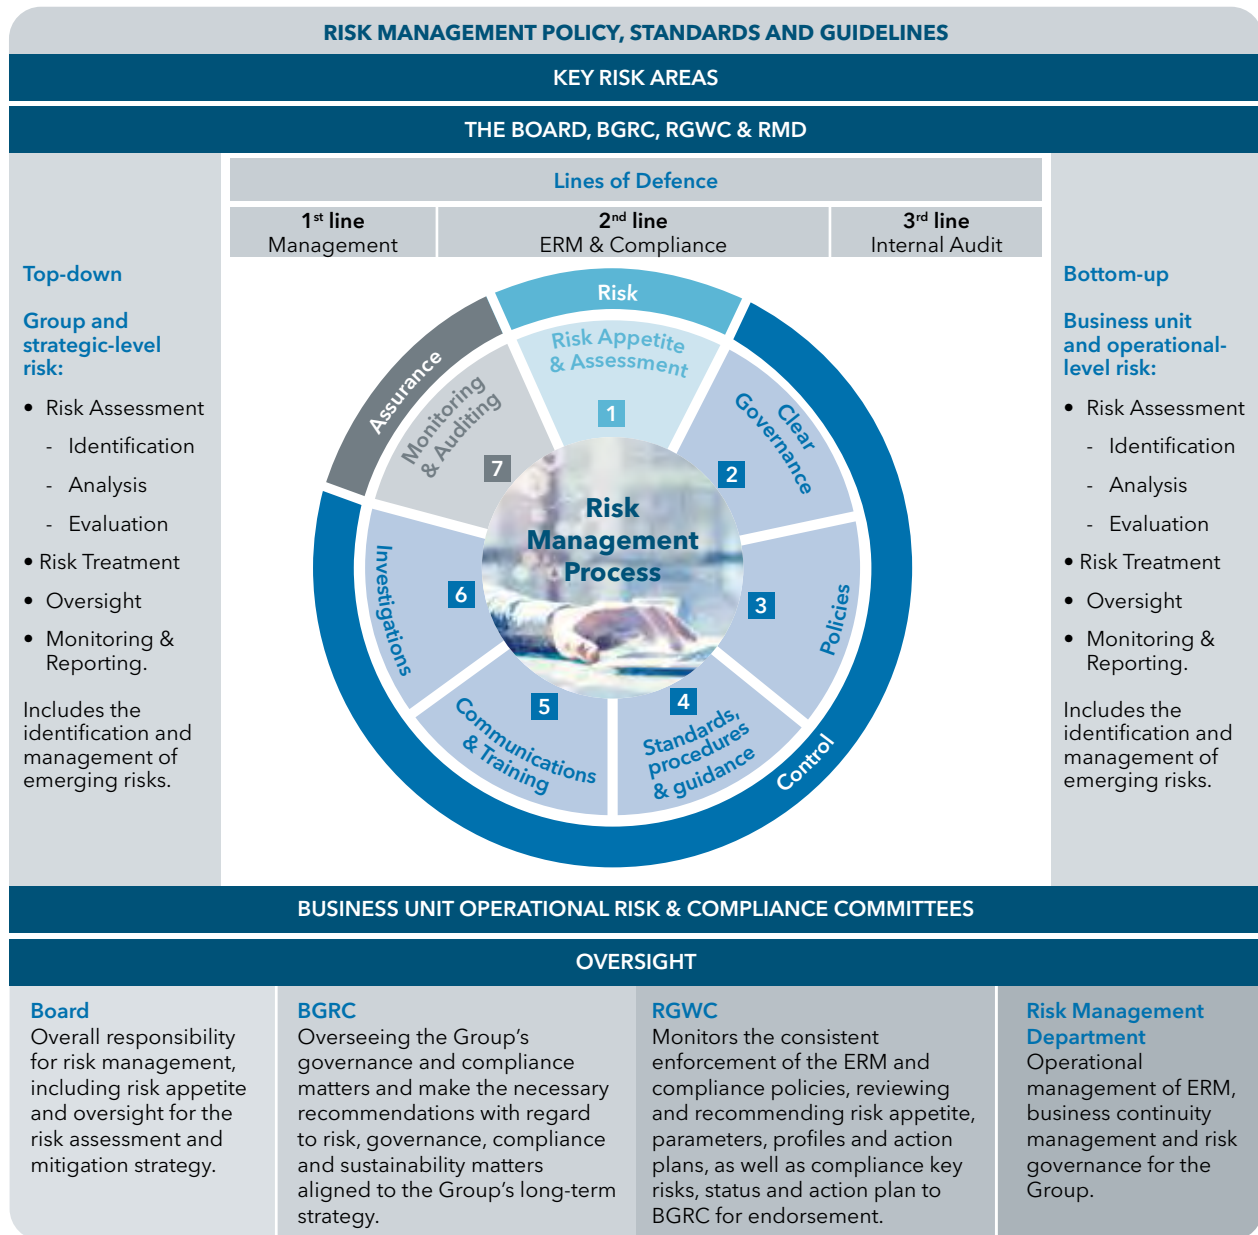 RISK MANAGEMENT POLICY, STANDARDS AND GUIDELINES
KEY RISK AREAS
THE BOARD, BGRC, RGWC & RMD
Lines of Defence
1st line
Management
2nd line
ERM & Compliance
3rd line
Internal Audit
Top-down
Group and
strategic-level
risk:
• Risk Assessment
- Identification
- Analysis
- Evaluation
• Risk Treatment
• Oversight
• Monitoring &
Reporting.
Includes the
identification and
management of
emerging risks.
Risk
Risk Appetite
& Assessment
1
Clear
Governance
2
Policies
3
Standards,
procedures
& guidance
4
Control
Communications
& Training
5
Investigations
6
Assurance
Monitoring
& Auditing
7
Risk
Management
Process
Bottom-up
Business unit
and operational-
level risk:
• Risk Assessment
- Identification
- Analysis
- Evaluation
• Risk Treatment
• Oversight
• Monitoring &
Reporting.
Includes the
identification and
management of
emerging risks.
BUSINESS UNIT OPERATIONAL RISK & COMPLIANCE COMMITTEES
OVERSIGHT
Board
Overall responsibility
for risk management,
including risk appetite
and oversight for the
risk assessment and
mitigation strategy.
BGRC
Overseeing the Group's
governance and compliance
matters and make the necessary
recommendations with regard
to risk, governance, compliance
and sustainability matters
aligned to the Group's long-term
strategy.
RGWC
Monitors the consistent
enforcement of the ERM and
compliance policies, reviewing
and recommending risk appetite,
parameters, profiles and action
plans, as well as compliance key
risks, status and action plan to
BGRC for endorsement.
Risk Management
Department
Operational
management of ERM,
business continuity
management and risk
governance for the
Group.